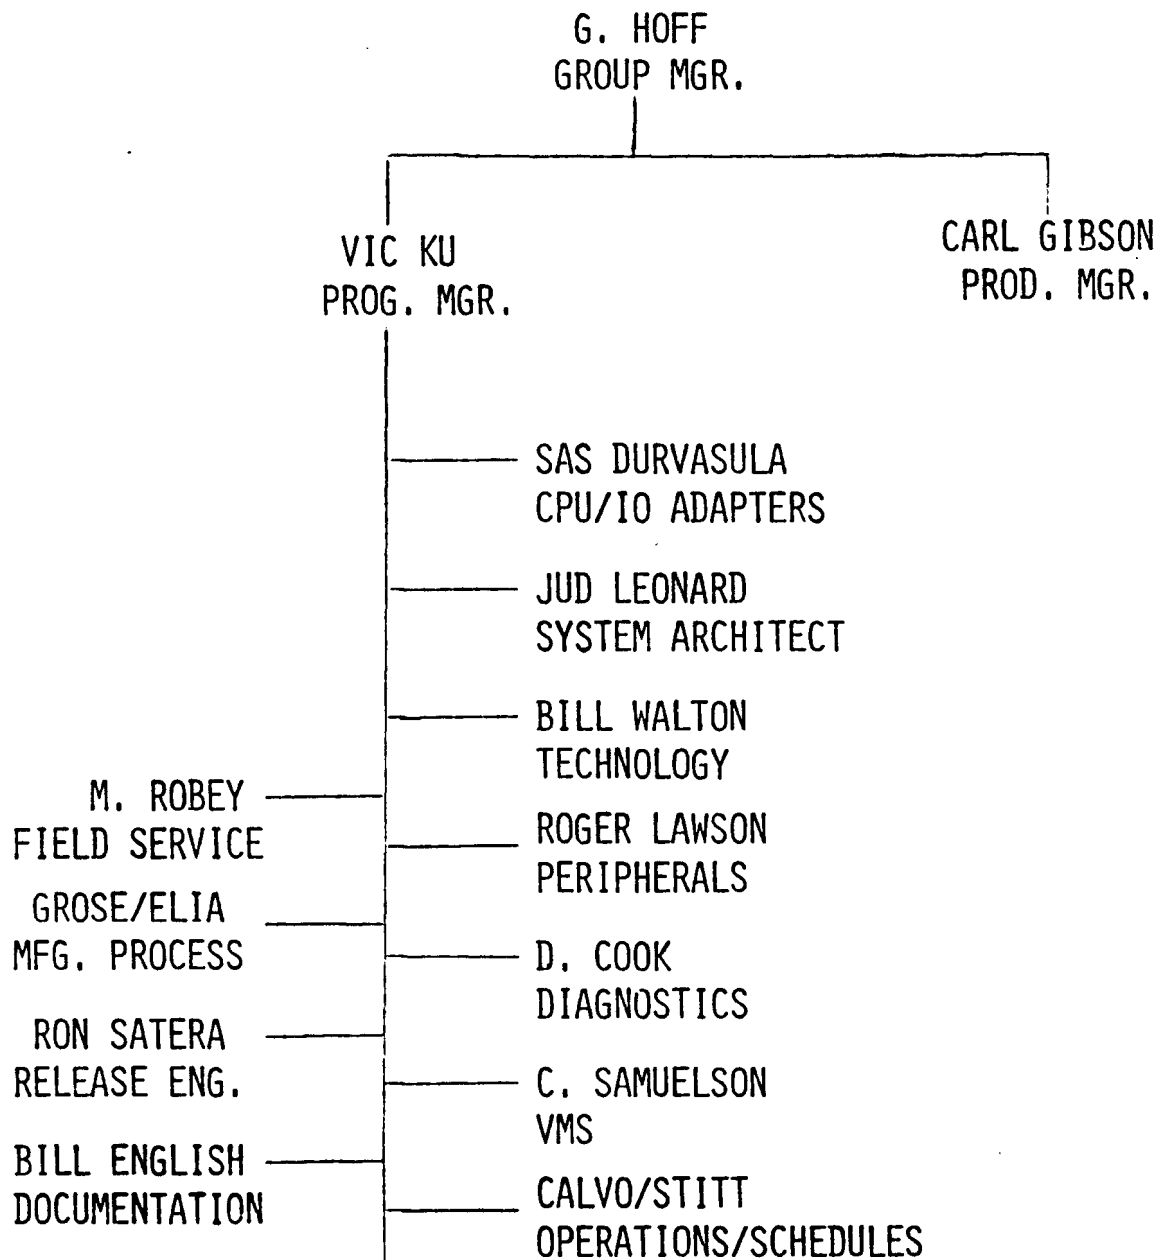 G. HOFF
GROUP MGR.
VIC KU
PROG. MGR.
CARL GIBSON
PROD. MGR.
SAS DURVASULA
CPU/IO ADAPTERS
JUD LEONARD
SYSTEM ARCHITECT
BILL WALTON
TECHNOLOGY
M. ROBEY
FIELD SERVICE
ROGER LAWSON
PERIPHERALS
GROSE/ELIA
MFG. PROCESS
D. COOK
DIAGNOSTICS
RON SATERA
RELEASE ENG.
C. SAMUELSON
VMS
BILL ENGLISH
DOCUMENTATION
CALVO/STITT
OPERATIONS/SCHEDULES